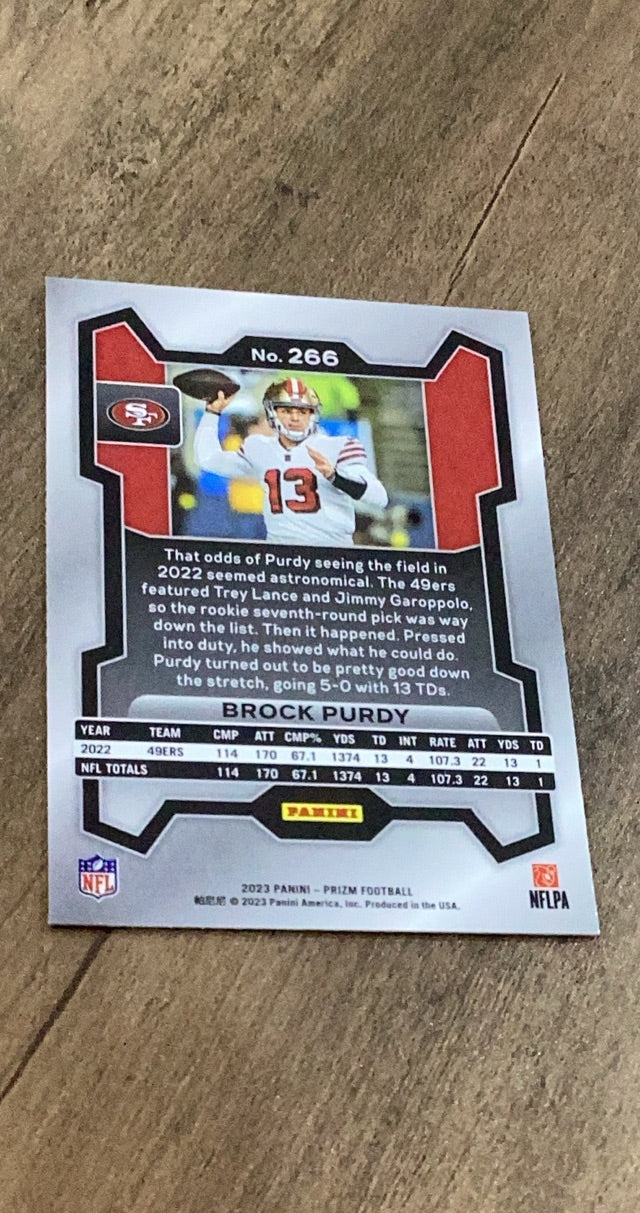 No. 266
SF
13
That odds of Purdy seeing the field in
2022 seemed astronomical. The 49ers
featured Trey Lance and Jimmy Garoppolo,
so the rookie seventh-round pick was way
down the list. Then it happened. Pressed
into duty, he showed what he could do.
Purdy turned out to be pretty good down
the stretch, going 5-0 with 13 TDs.
BROCK PURDY
YEAR TEAM CMP ATT CMP% YDS TD INT RATE ATT YDS TD
2022 49ERS 114 170 67.1 1374 13 4 107.3 22 13 1
NFL TOTALS 114 170 67.1 1374 13 4 107.3 22 13 1
PANINI
NFL
2023 PANINI – PRIZM FOOTBALL
帕尼尼 © 2023 Panini America, Inc. Produced in the USA.
NFLPA